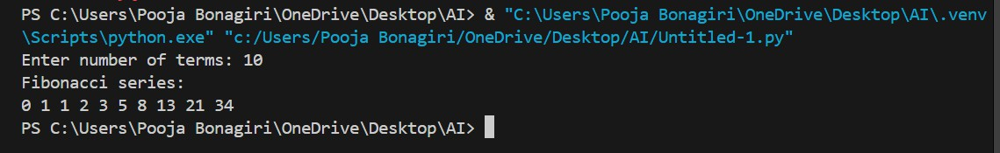 PS C:\Users\Pooja Bonagiri\OneDrive\Desktop\AI> & "C:\Users\Pooja Bonagiri\OneDrive\Desktop\AI\.venv
\Scripts\python.exe" "c:/Users/Pooja Bonagiri/OneDrive/Desktop/AI/Untitled-1.py"
Enter number of terms: 10
Fibonacci series:
0 1 1 2 3 5 8 13 21 34
PS C:\Users\Pooja Bonagiri\OneDrive\Desktop\AI>